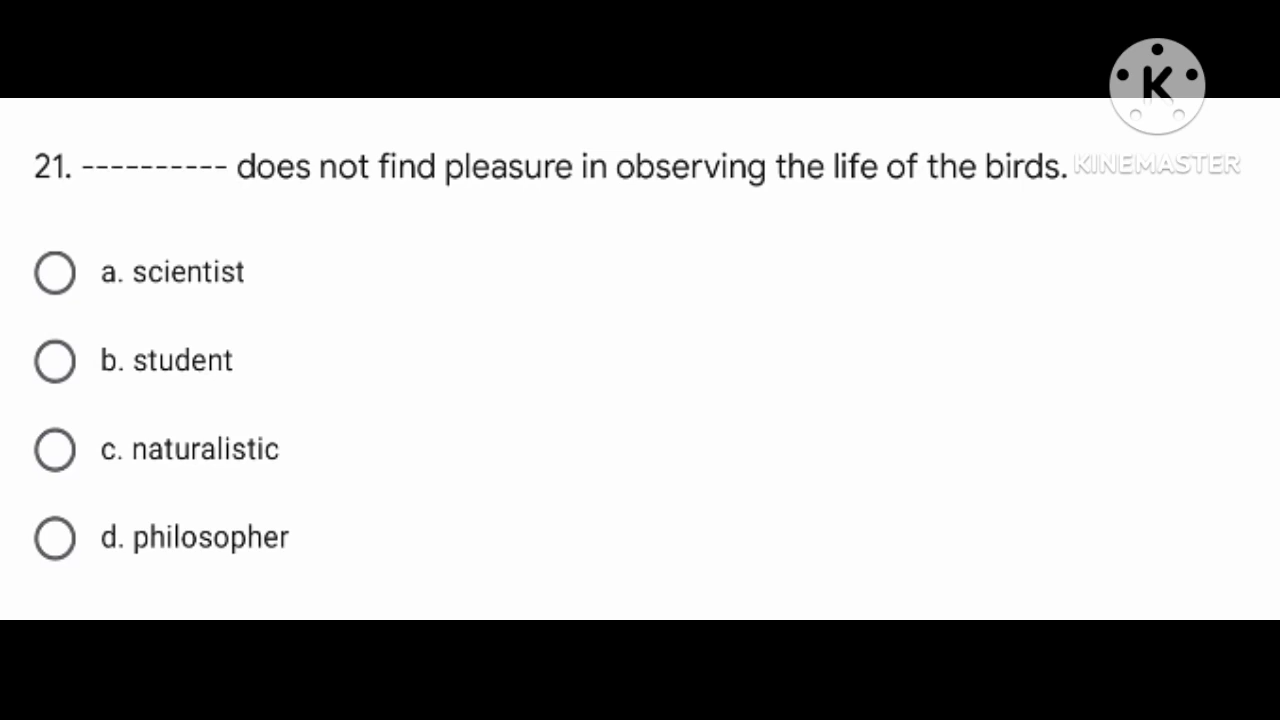 K
KINEMASTER
21. ---------- does not find pleasure in observing the life of the birds.
a. scientist
b. student
c. naturalistic
d. philosopher